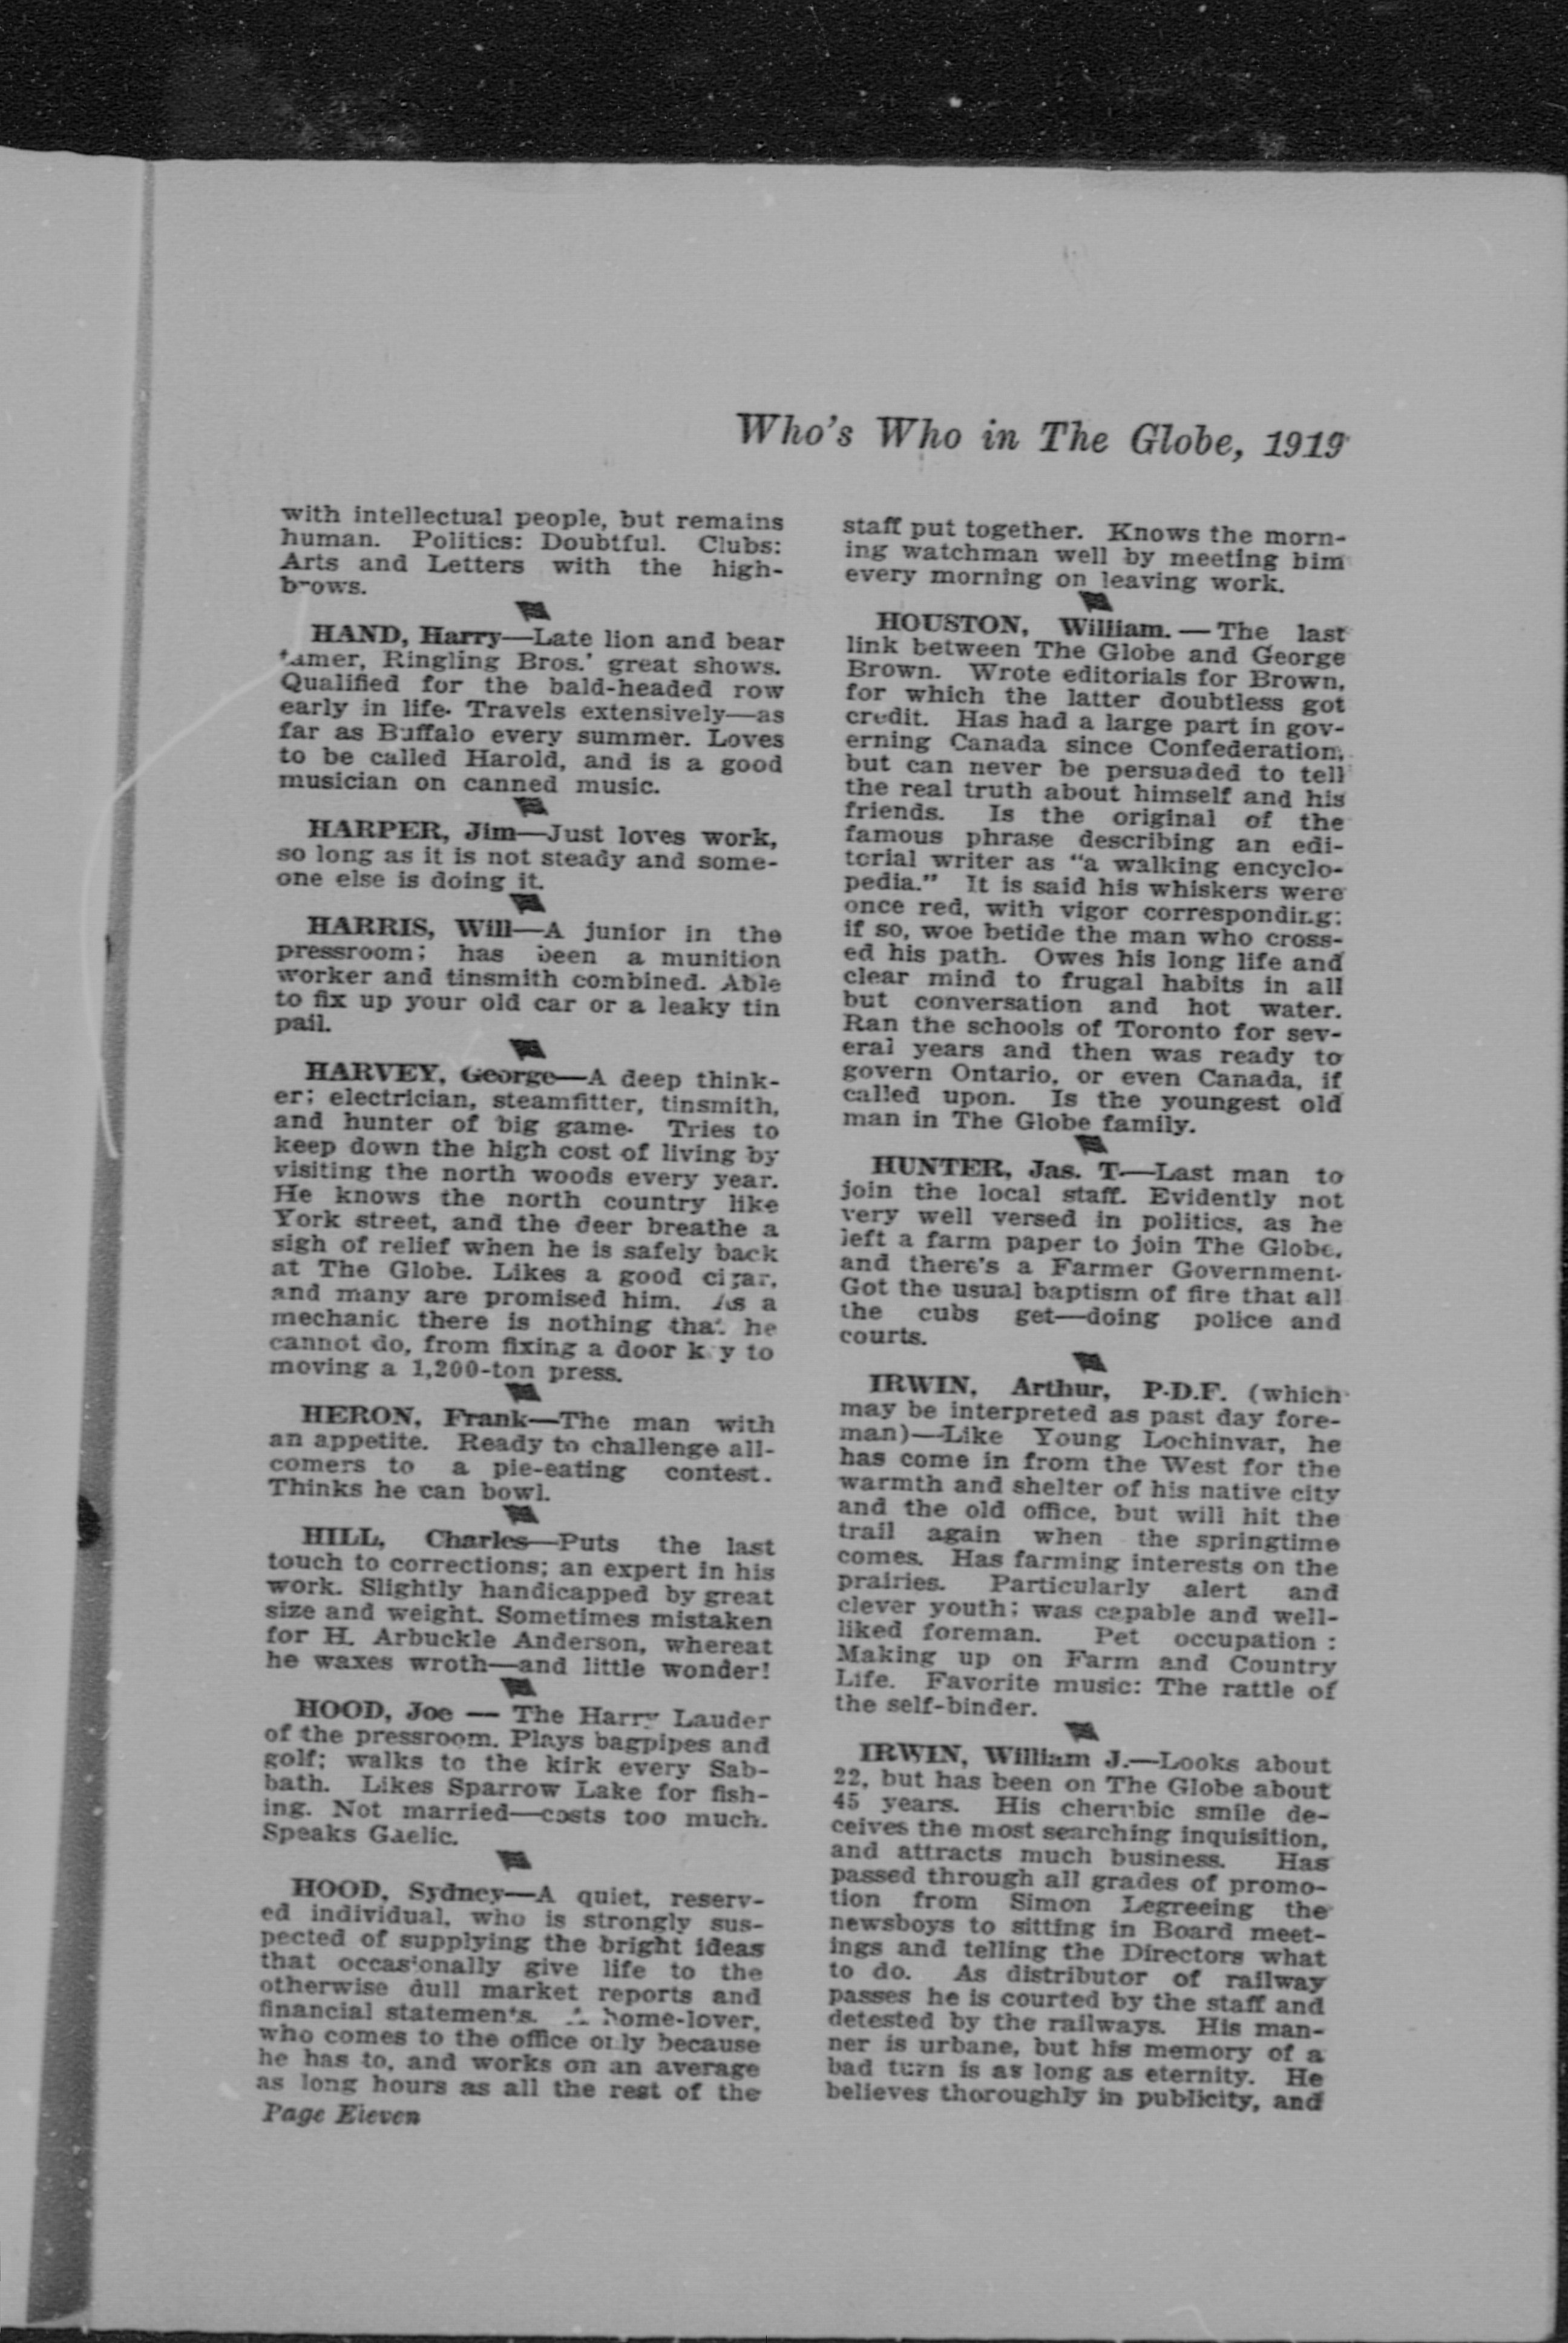 Who's Who in The Globe, 1919
with intellectual people, but remains
human. Politics: Doubtful. Clubs:
Arts and Letters with the high-
brows.
HAND, Harry—Late lion and bear
tamer, Ringling Bros.' great shows.
Qualified for the bald-headed row
early in life. Travels extensively—as
far as Buffalo every summer. Loves
to be called Harold, and is a good
musician on canned music.
HARPER, Jim—Just loves work,
so long as it is not steady and some-
one else is doing it.
HARRIS, Will—A junior in the
pressroom; has been a munition
worker and tinsmith combined. Able
to fix up your old car or a leaky tin
pail.
HARVEY, George—A deep think-
er; electrician, steamfitter, tinsmith,
and hunter of big game. Tries to
keep down the high cost of living by
visiting the north woods every year.
He knows the north country like
York street, and the deer breathe a
sigh of relief when he is safely back
at The Globe. Likes a good cigar,
and many are promised him. As a
mechanic there is nothing that he
cannot do, from fixing a door key to
moving a 1,200-ton press.
HERON, Frank—The man with
an appetite. Ready to challenge all-
comers to a pie-eating contest.
Thinks he can bowl.
HILL, Charles—Puts the last
touch to corrections; an expert in his
work. Slightly handicapped by great
size and weight. Sometimes mistaken
for H. Arbuckle Anderson, whereat
he waxes wroth—and little wonder!
HOOD, Joe — The Harry Lauder
of the pressroom. Plays bagpipes and
golf; walks to the kirk every Sab-
bath. Likes Sparrow Lake for fish-
ing. Not married—costs too much.
Speaks Gaelic.
HOOD, Sydney—A quiet, reserv-
ed individual, who is strongly sus-
pected of supplying the bright ideas
that occasionally give life to the
otherwise dull market reports and
financial statements. A home-lover,
who comes to the office only because
he has to, and works on an average
as long hours as all the rest of the
Page Eleven
staff put together. Knows the morn-
ing watchman well by meeting him
every morning on leaving work.
HOUSTON, William. — The last
link between The Globe and George
Brown. Wrote editorials for Brown,
for which the latter doubtless got
credit. Has had a large part in gov-
erning Canada since Confederation,
but can never be persuaded to tell
the real truth about himself and his
friends. Is the original of the
famous phrase describing an edi-
torial writer as "a walking encyclo-
pedia." It is said his whiskers were
once red, with vigor corresponding;
if so, woe betide the man who cross-
ed his path. Owes his long life and
clear mind to frugal habits in all
but conversation and hot water.
Ran the schools of Toronto for sev-
eral years and then was ready to
govern Ontario, or even Canada, if
called upon. Is the youngest old
man in The Globe family.
HUNTER, Jas. T.—Last man to
join the local staff. Evidently not
very well versed in politics, as he
left a farm paper to join The Globe,
and there's a Farmer Government.
Got the usual baptism of fire that all
the cubs get—doing police and
courts.
IRWIN, Arthur, P.D.F. (which
may be interpreted as past day fore-
man)—Like Young Lochinvar, he
has come in from the West for the
warmth and shelter of his native city
and the old office, but will hit the
trail again when the springtime
comes. Has farming interests on the
prairies. Particularly alert and
clever youth; was capable and well-
liked foreman. Pet occupation:
Making up on Farm and Country
Life. Favorite music: The rattle of
the self-binder.
IRWIN, William J.—Looks about
22, but has been on The Globe about
45 years. His cherubic smile de-
ceives the most searching inquisition,
and attracts much business. Has
passed through all grades of promo-
tion from Simon Legreeing the
newsboys to sitting in Board meet-
ings and telling the Directors what
to do. As distributor of railway
passes he is courted by the staff and
detested by the railways. His man-
ner is urbane, but his memory of a
bad turn is as long as eternity. He
believes thoroughly in publicity, and